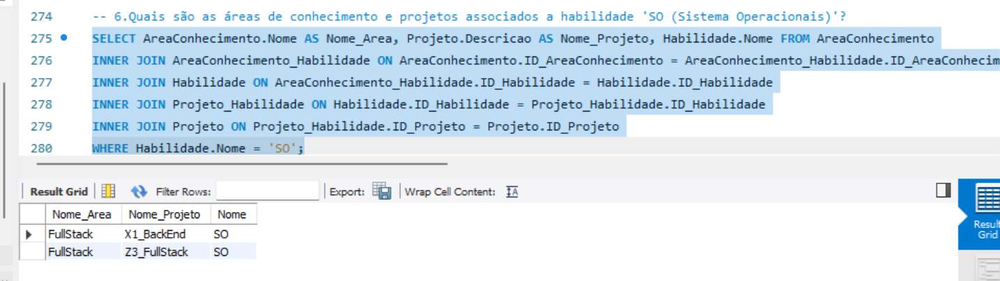 274 -- 6.Quais são as áreas de conhecimento e projetos associados a habilidade 'SO (Sistema Operacionais)'?
275 SELECT AreaConhecimento.Nome AS Nome_Area, Projeto.Descricao AS Nome_Projeto, Habilidade.Nome FROM AreaConhecimento
276 INNER JOIN AreaConhecimento_Habilidade ON AreaConhecimento.ID_AreaConhecimento = AreaConhecimento_Habilidade.ID_AreaConhecim
277 INNER JOIN Habilidade ON AreaConhecimento_Habilidade.ID_Habilidade = Habilidade.ID_Habilidade
278 INNER JOIN Projeto_Habilidade ON Habilidade.ID_Habilidade = Projeto_Habilidade.ID_Habilidade
279 INNER JOIN Projeto ON Projeto_Habilidade.ID_Projeto = Projeto.ID_Projeto
280 WHERE Habilidade.Nome = 'SO';
Result Grid Filter Rows: Export: Wrap Cell Content: IA
Nome_Area Nome_Projeto Nome
FullStack X1_BackEnd SO
FullStack Z3_FullStack SO
Result
Grid